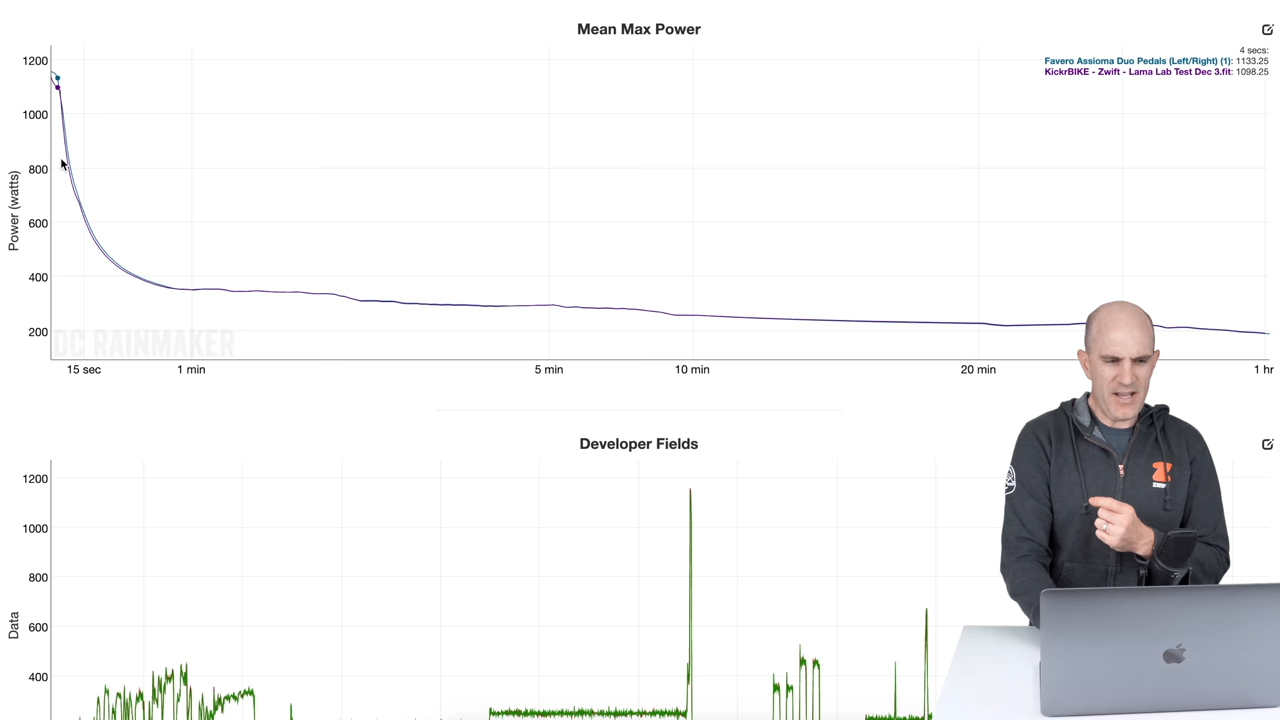 Mean Max Power
4 secs:
Favero Assioma Duo Pedals (Left/Right) (1): 1133.25
KickrBIKE - Zwift - Lama Lab Test Dec 3.fit: 1098.25
1200
1000
800
600
400
200
Power (watts)
DC RAINMAKER
15 sec
1 min
5 min
10 min
20 min
1 hr
Developer Fields
1200
1000
800
600
400
Data